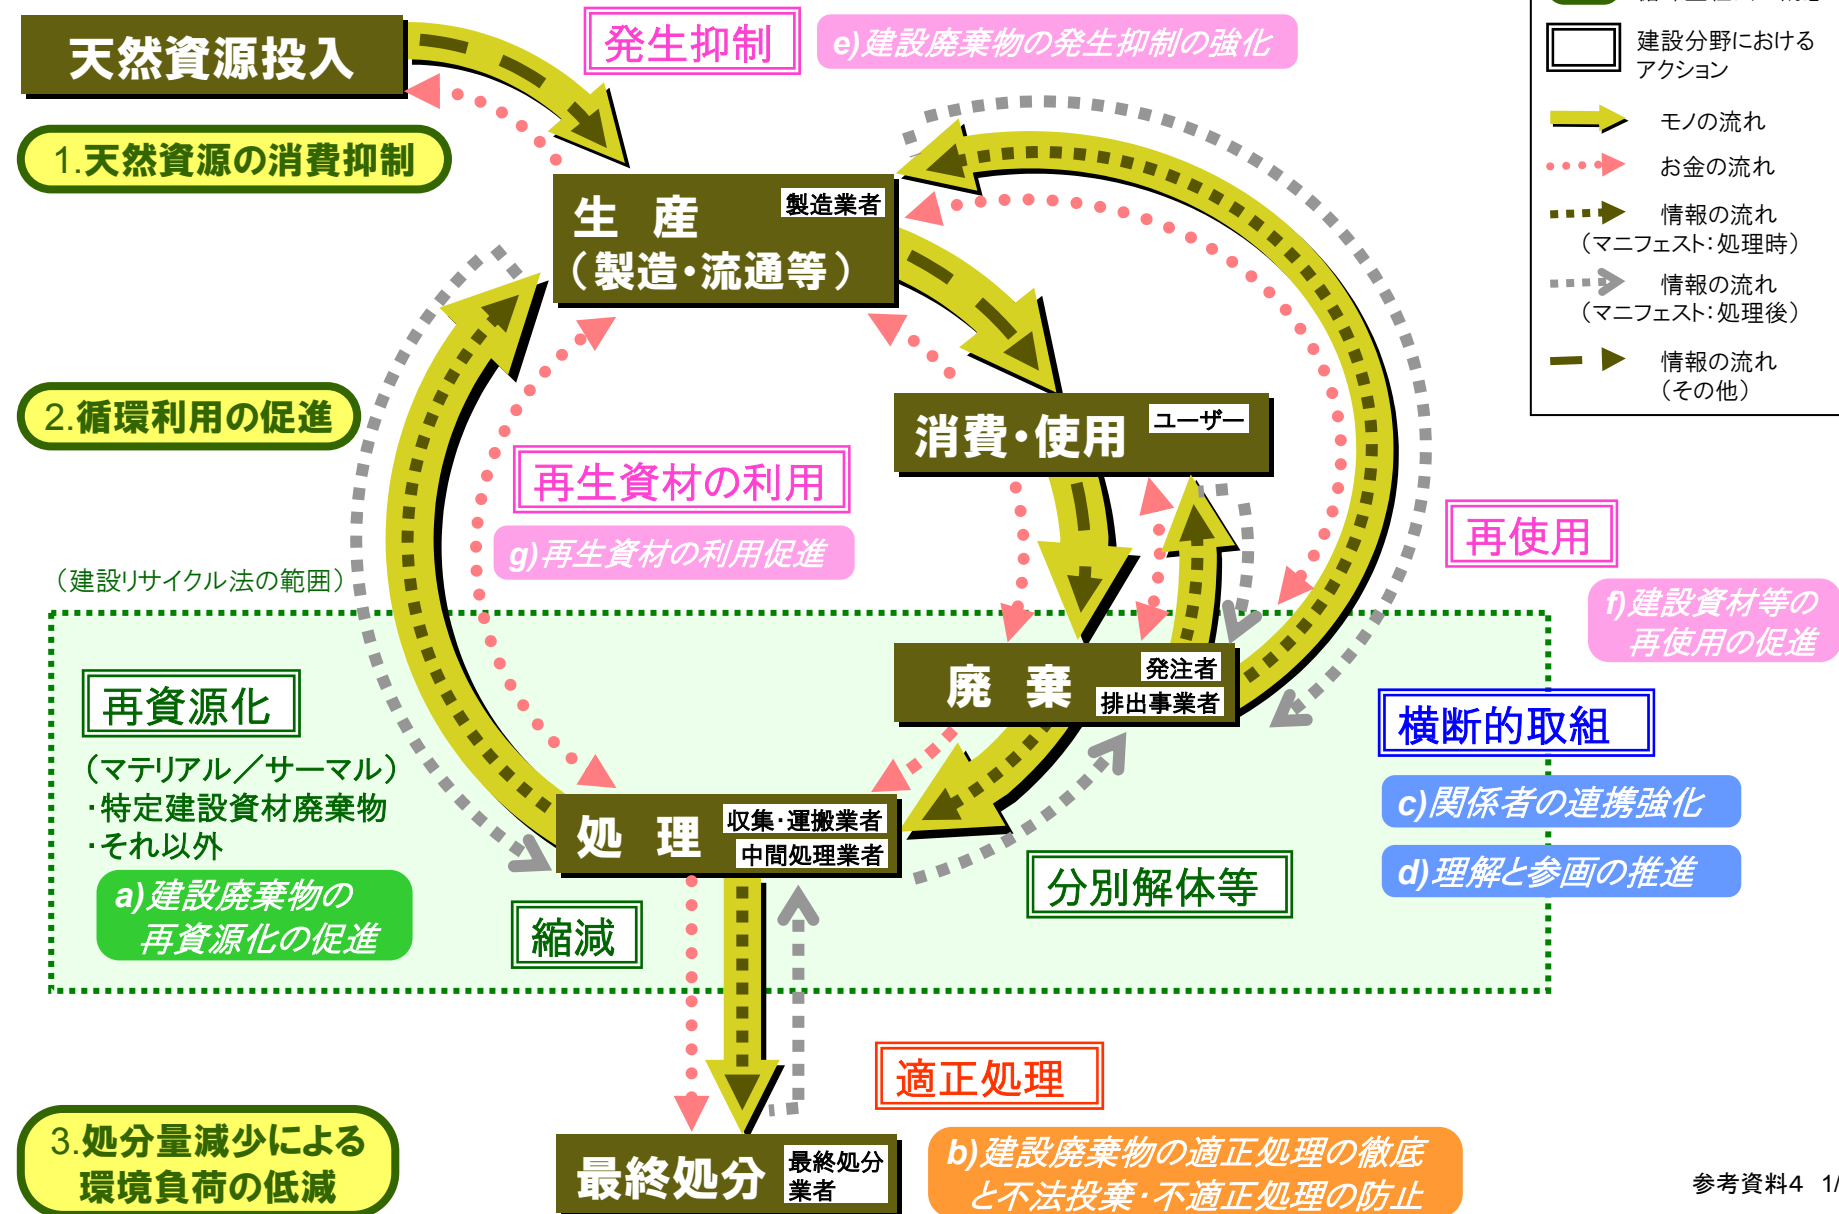 天然資源投入
発生抑制
e)建設廃棄物の発生抑制の強化
建設分野における
アクション
モノの流れ
お金の流れ
情報の流れ
（マニフェスト：処理時）
情報の流れ
（マニフェスト：処理後）
情報の流れ
（その他）
1.天然資源の消費抑制
生 産
製造業者
（製造・流通等）
2.循環利用の促進
消費・使用
ユーザー
再生資材の利用
g)再生資材の利用促進
再使用
f)建設資材等の
再使用の促進
（建設リサイクル法の範囲）
廃 棄
発注者
排出事業者
再資源化
（マテリアル／サーマル）
・特定建設資材廃棄物
・それ以外
a)建設廃棄物の
再資源化の促進
横断的取組
c)関係者の連携強化
d)理解と参画の推進
処 理
収集・運搬業者
中間処理業者
分別解体等
縮減
適正処理
3.処分量減少による
環境負荷の低減
最終処分
最終処分
業者
b)建設廃棄物の適正処理の徹底
と不法投棄・不適正処理の防止
参考資料4 1/